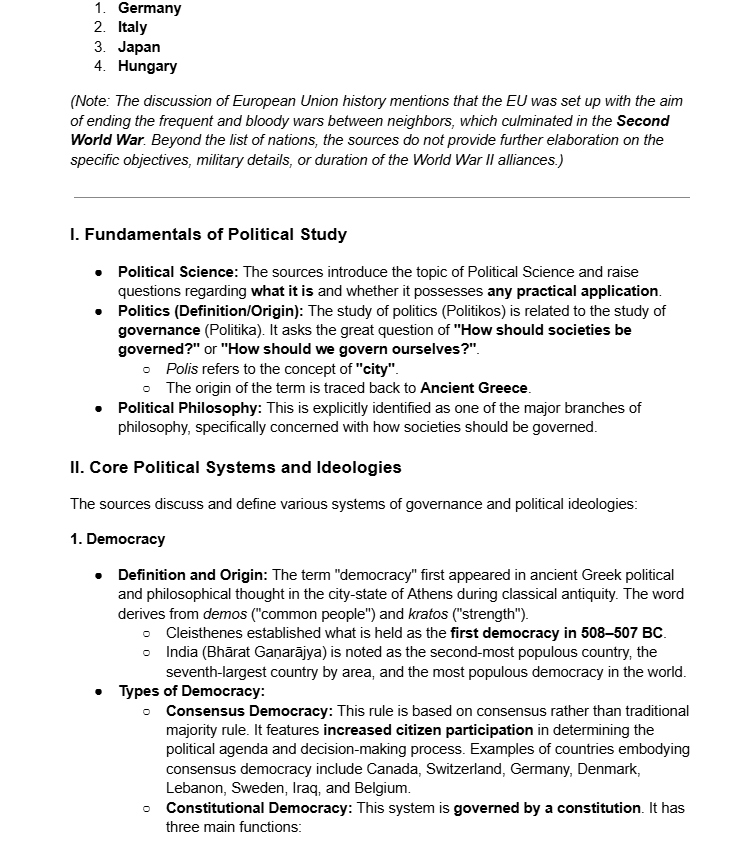 1. Germany
2. Italy
3. Japan
4. Hungary
(Note: The discussion of European Union history mentions that the EU was set up with the aim
of ending the frequent and bloody wars between neighbors, which culminated in the Second
World War. Beyond the list of nations, the sources do not provide further elaboration on the
specific objectives, military details, or duration of the World War II alliances.)
I. Fundamentals of Political Study
● Political Science: The sources introduce the topic of Political Science and raise
questions regarding what it is and whether it possesses any practical application.
● Politics (Definition/Origin): The study of politics (Politikos) is related to the study of
governance (Politika). It asks the great question of "How should societies be
governed?" or "How should we govern ourselves?".
○ Polis refers to the concept of "city".
○ The origin of the term is traced back to Ancient Greece.
● Political Philosophy: This is explicitly identified as one of the major branches of
philosophy, specifically concerned with how societies should be governed.
II. Core Political Systems and Ideologies
The sources discuss and define various systems of governance and political ideologies:
1. Democracy
● Definition and Origin: The term "democracy" first appeared in ancient Greek political
and philosophical thought in the city-state of Athens during classical antiquity. The word
derives from demos ("common people") and kratos ("strength").
○ Cleisthenes established what is held as the first democracy in 508–507 BC.
○ India (Bhārat Gaṇarājya) is noted as the second-most populous country, the
seventh-largest country by area, and the most populous democracy in the world.
● Types of Democracy:
○ Consensus Democracy: This rule is based on consensus rather than traditional
majority rule. It features increased citizen participation in determining the
political agenda and decision-making process. Examples of countries embodying
consensus democracy include Canada, Switzerland, Germany, Denmark,
Lebanon, Sweden, Iraq, and Belgium.
○ Constitutional Democracy: This system is governed by a constitution. It has
three main functions: